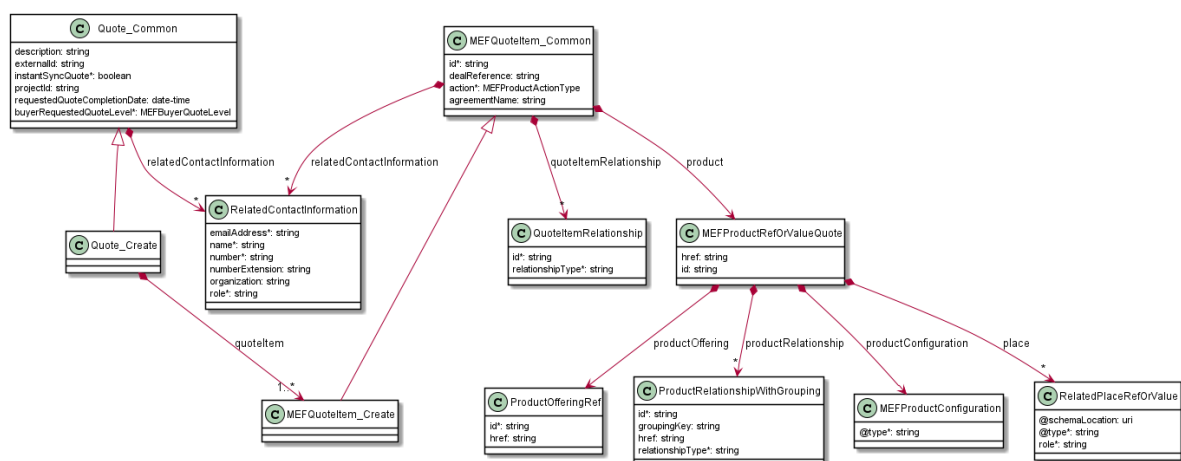 C Quote_Common
description: string
externalId: string
instantSyncQuote*: boolean
projectId: string
requestedQuoteCompletionDate: date-time
buyerRequestedQuoteLevel*: MEFBuyerQuoteLevel
C MEFQuoteItem_Common
id*: string
dealReference: string
action*: MEFProductActionType
agreementName: string
relatedContactInformation
relatedContactInformation
quoteItemRelationship
product
*
*
*
C Quote_Create
C RelatedContactInformation
emailAddress*: string
name*: string
number*: string
numberExtension: string
organization: string
role*: string
C QuoteItemRelationship
id*: string
relationshipType*: string
C MEFProductRefOrValueQuote
href: string
id: string
quoteItem
productOffering
productRelationship
productConfiguration
place
1..*
*
*
C MEFQuoteItem_Create
C ProductOfferingRef
id*: string
href: string
C ProductRelationshipWithGrouping
id*: string
groupingKey: string
href: string
relationshipType*: string
C MEFProductConfiguration
@type*: string
C RelatedPlaceRefOrValue
@schemaLocation: uri
@type*: string
role*: string